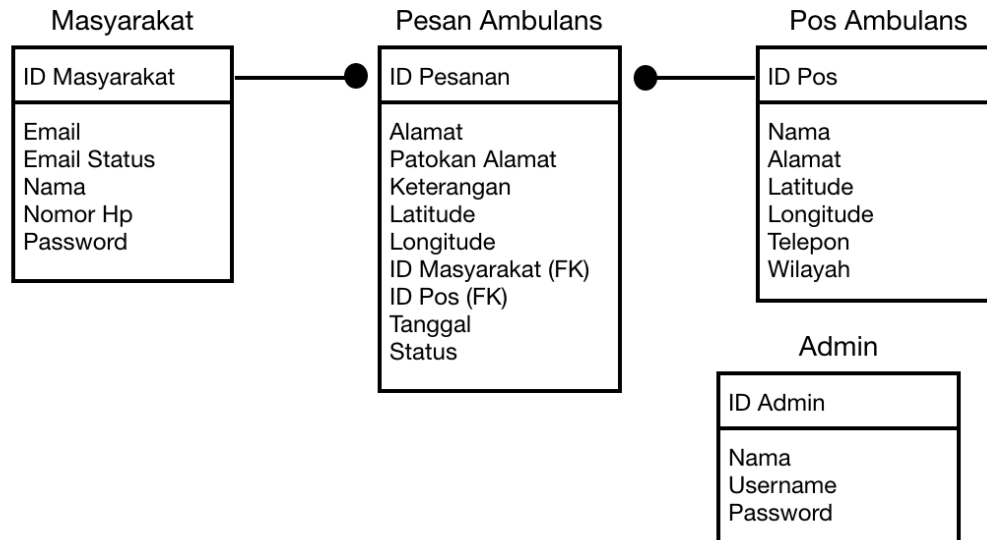 Masyarakat
ID Masyarakat
Email
Email Status
Nama
Nomor Hp
Password
Pesan Ambulans
ID Pesanan
Alamat
Patokan Alamat
Keterangan
Latitude
Longitude
ID Masyarakat (FK)
ID Pos (FK)
Tanggal
Status
Pos Ambulans
ID Pos
Nama
Alamat
Latitude
Longitude
Telepon
Wilayah
Admin
ID Admin
Nama
Username
Password